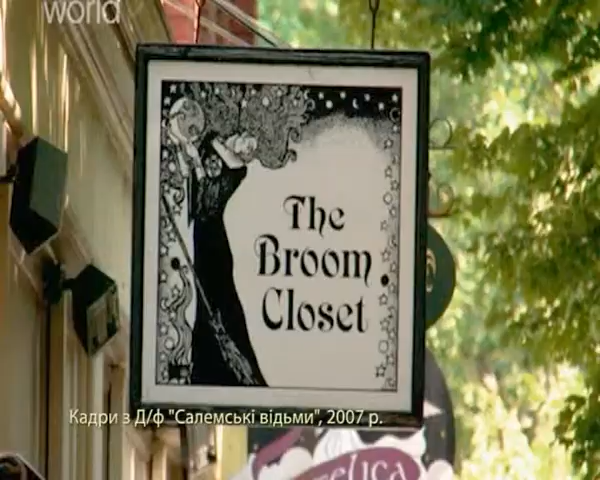 world
The
Broom
Closet
Кадри з Д/ф "Салемські відьми", 2007 р.